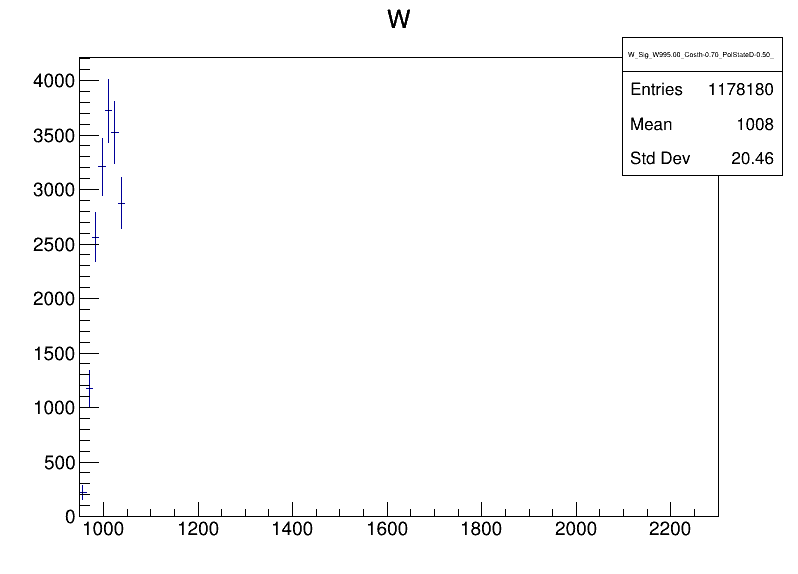 W
W_Sig_W995.00_Costh-0.70_PolStateD-0.50_
Entries 1178180
Mean 1008
Std Dev 20.46
4000
3500
3000
2500
2000
1500
1000
500
0
1000 1200 1400 1600 1800 2000 2200